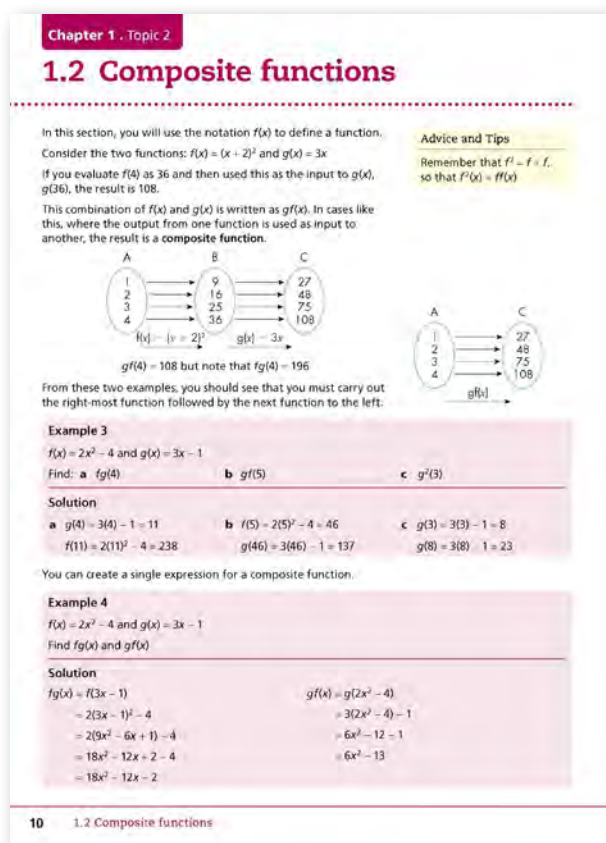 Chapter 1 . Topic 2
1.2 Composite functions
In this section, you will use the notation f(x) to define a function.
Consider the two functions: f(x) = (x + 2)² and g(x) = 3x
If you evaluate f(4) as 36 and then used this as the input to g(x),
g(36), the result is 108.
This combination of f(x) and g(x) is written as gf(x). In cases like
this, where the output from one function is used as input to
another, the result is a composite function.
Advice and Tips
Remember that f² = f × f,
so that f²(x) = ff(x)
A B C
1 9 27
2 16 48
3 25 75
4 36 108
f(x) = (x + 2)² g(x) = 3x
gf(4) = 108 but note that fg(4) = 196
From these two examples, you should see that you must carry out
the right-most function followed by the next function to the left.
A C
1 27
2 48
3 75
4 108
gf(x)
Example 3
f(x) = 2x² – 4 and g(x) = 3x – 1
Find: a fg(4) b gf(5) c g²(3)
Solution
a g(4) = 3(4) – 1 = 11 b f(5) = 2(5)² – 4 = 46 c g(3) = 3(3) – 1 = 8
f(11) = 2(11)² – 4 = 238 g(46) = 3(46) – 1 = 137 g(8) = 3(8) – 1 = 23
You can create a single expression for a composite function.
Example 4
f(x) = 2x² – 4 and g(x) = 3x – 1
Find fg(x) and gf(x)
Solution
fg(x) = f(3x – 1) gf(x) = g(2x² – 4)
= 2(3x – 1)² – 4 = 3(2x² – 4) – 1
= 2(9x² – 6x + 1) – 4 = 6x² – 12 – 1
= 18x² – 12x + 2 – 4 = 6x² – 13
= 18x² – 12x – 2
10 1.2 Composite functions